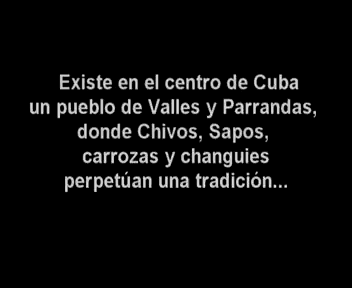 Existe en el centro de Cuba
un pueblo de Valles y Parrandas,
donde Chivos, Sapos,
carrozas y changuies
perpetúan una tradición...